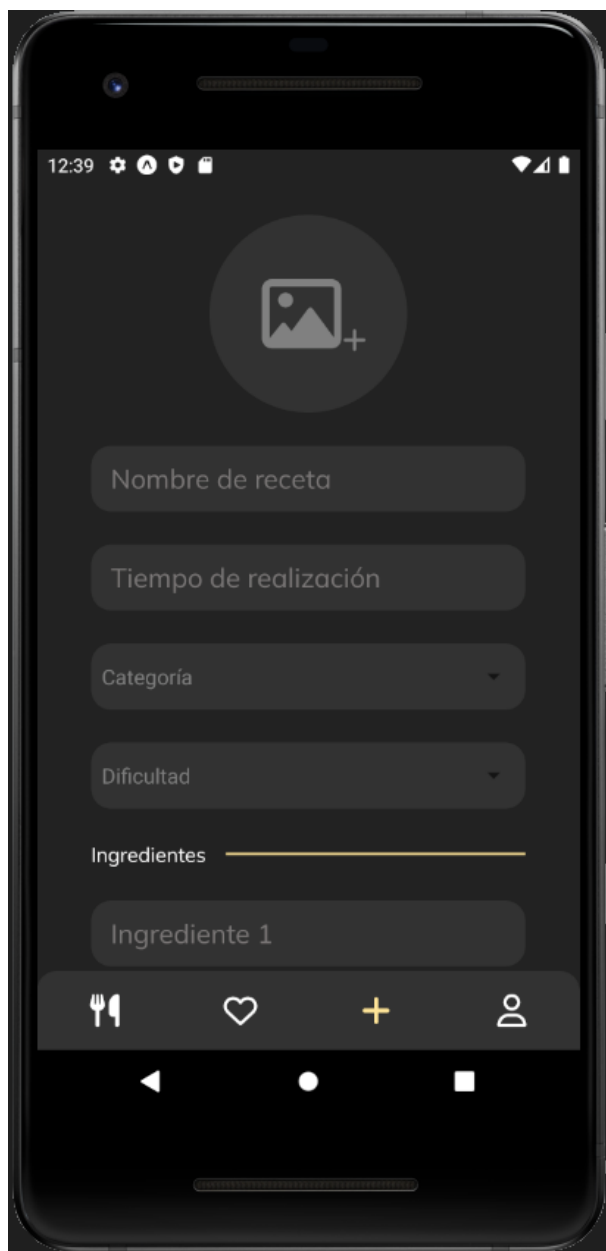 12:39
Nombre de receta
Tiempo de realización
Categoría
Dificultad
Ingredientes
Ingrediente 1